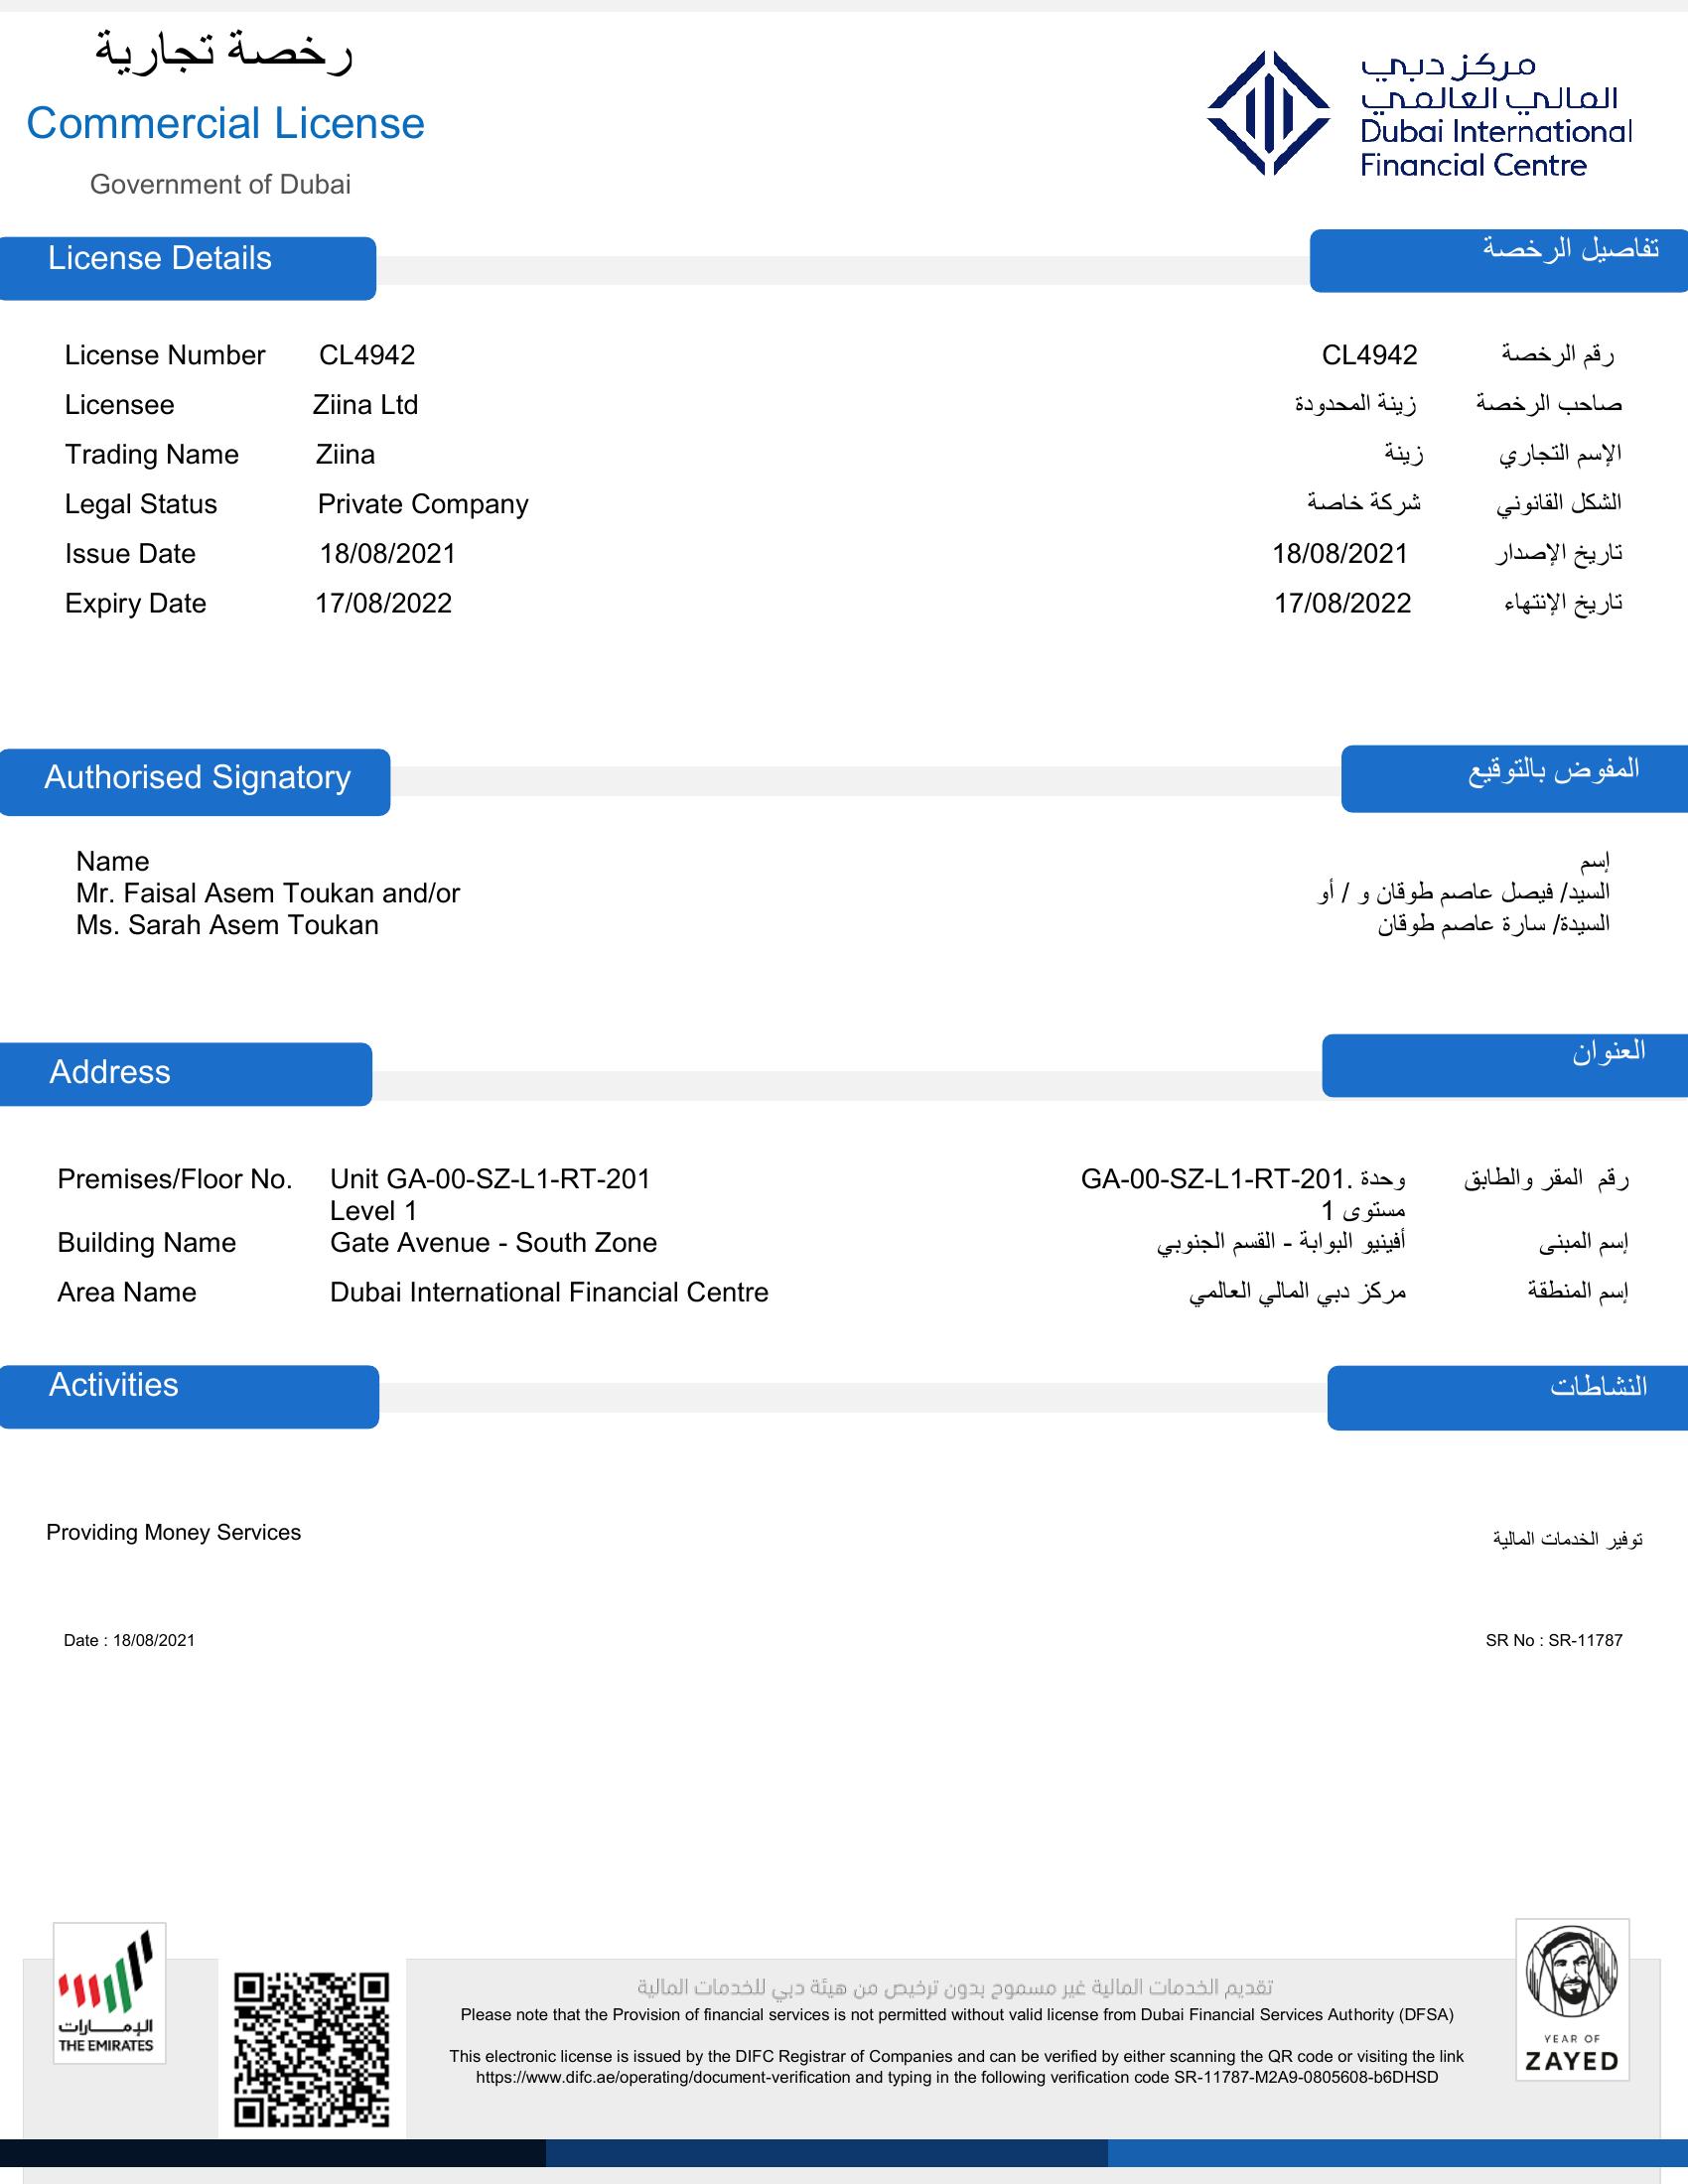 رخصة تجارية
Commercial License
Government of Dubai
مركز دبي
المالي العالمي
Dubai International
Financial Centre
License Details تفاصيل الرخصة
License Number CL4942 CL4942 رقم الرخصة
Licensee Ziina Ltd زينة المحدودة صاحب الرخصة
Trading Name Ziina زينة الإسم التجاري
Legal Status Private Company شركة خاصة الشكل القانوني
Issue Date 18/08/2021 18/08/2021 تاريخ الإصدار
Expiry Date 17/08/2022 17/08/2022 تاريخ الإنتهاء
Authorised Signatory المفوض بالتوقيع
Name إسم
Mr. Faisal Asem Toukan and/or السيد/ فيصل عاصم طوقان و / أو
Ms. Sarah Asem Toukan السيدة/ سارة عاصم طوقان
Address العنوان
Premises/Floor No. Unit GA-00-SZ-L1-RT-201 وحدة .GA-00-SZ-L1-RT-201 رقم المقر والطابق
Level 1 مستوى 1
Building Name Gate Avenue - South Zone أفينيو البوابة - القسم الجنوبي إسم المبنى
Area Name Dubai International Financial Centre مركز دبي المالي العالمي إسم المنطقة
Activities النشاطات
Providing Money Services توفير الخدمات المالية
Date : 18/08/2021 SR No : SR-11787
الإمارات
THE EMIRATES
تقديم الخدمات المالية غير مسموح بدون ترخيص من هيئة دبي للخدمات المالية
Please note that the Provision of financial services is not permitted without valid license from Dubai Financial Services Authority (DFSA)
This electronic license is issued by the DIFC Registrar of Companies and can be verified by either scanning the QR code or visiting the link
https://www.difc.ae/operating/document-verification and typing in the following verification code SR-11787-M2A9-0805608-b6DHSD
YEAR OF
ZAYED